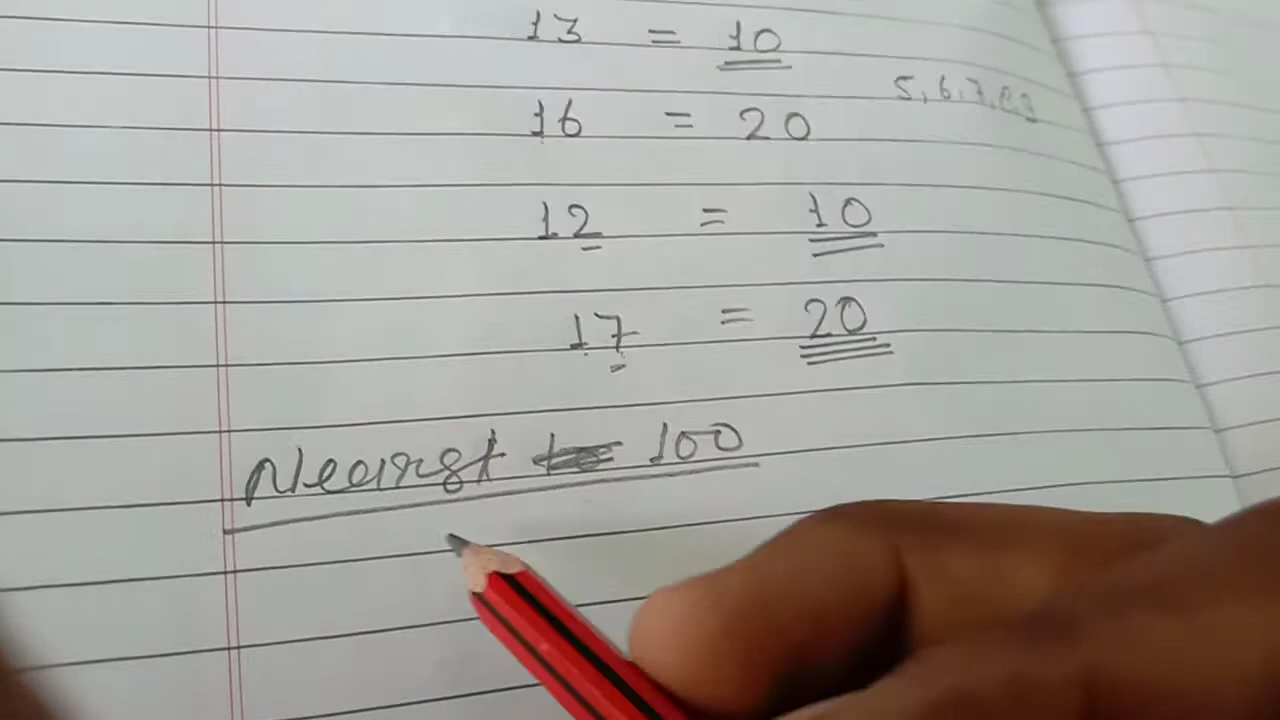 13 = 10
5, 6, 7, 8 9
16 = 20
12 = 10
17 = 20
Nearst 100